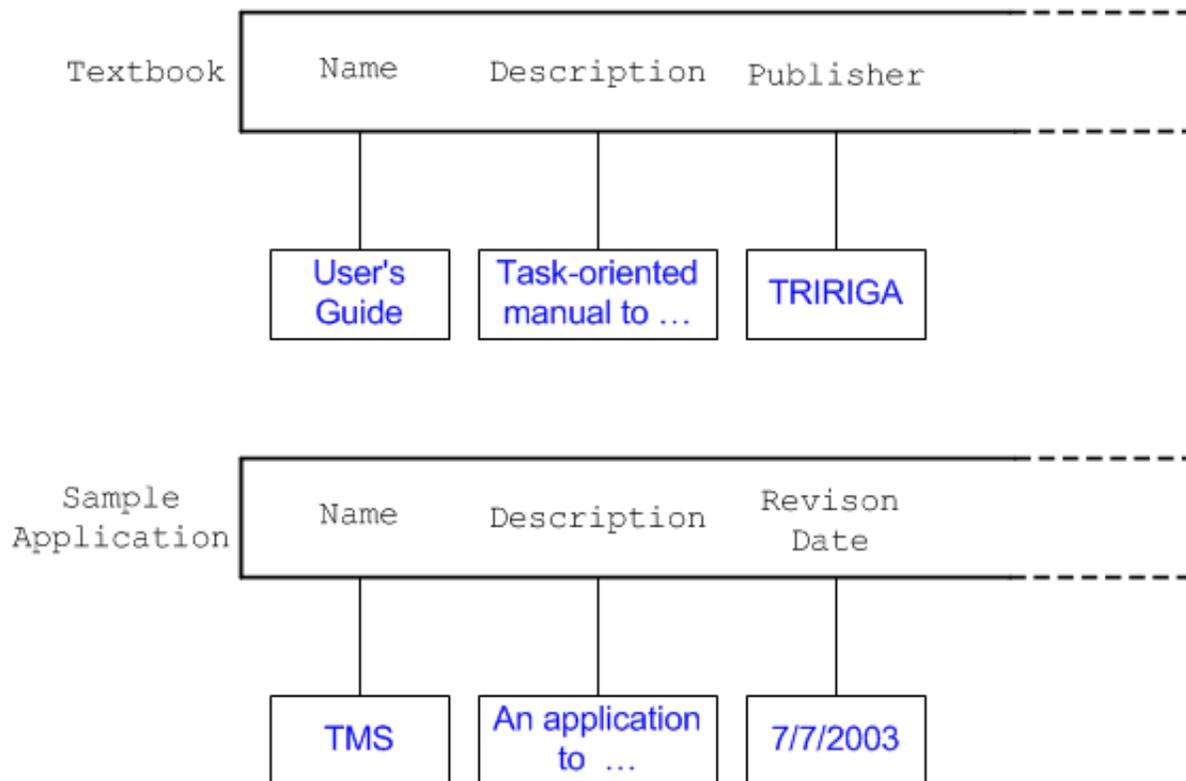 Textbook
Name
Description
Publisher
User's
Guide
Task-oriented
manual to …
TRIRIGA
Sample
Application
Name
Description
Revison
Date
TMS
An application
to  …
7/7/2003